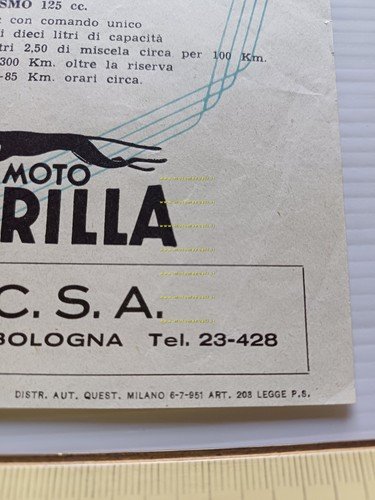 SMO 125 cc.
con comando unico
i dieci litri di capacità
tri 2,50 di miscela circa per 100 Km.
300 Km. oltre la riserva
-85 Km. orari circa.
MOTO
RILLA
C. S. A.
BOLOGNA Tel. 23-428
DISTR. AUT. QUEST. MILANO 6-7-951 ART. 203 LEGGE P.S.